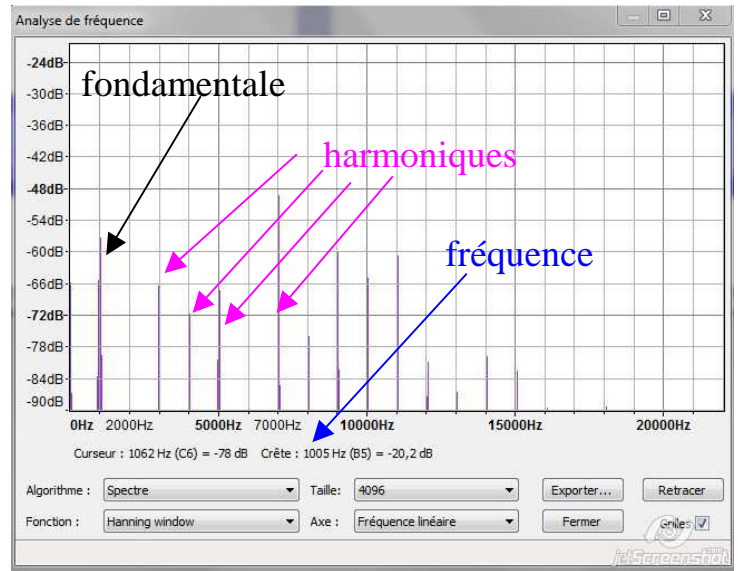 Analyse de fréquence
-24dB
fondamentale
-30dB
-36dB
-42dB
harmoniques
-48dB
-54dB
-60dB
fréquence
-66dB
-72dB
-78dB
-84dB
-90dB
0Hz 2000Hz 5000Hz 7000Hz 10000Hz 15000Hz 20000Hz
Curseur : 1062 Hz (C6) = -78 dB Crête : 1005 Hz (B5) = -20,2 dB
Algorithme : Spectre Taille: 4096 Exporter... Retracer
Fonction : Hanning window Axe : Fréquence linéaire Fermer Grilles
jetScreenshot